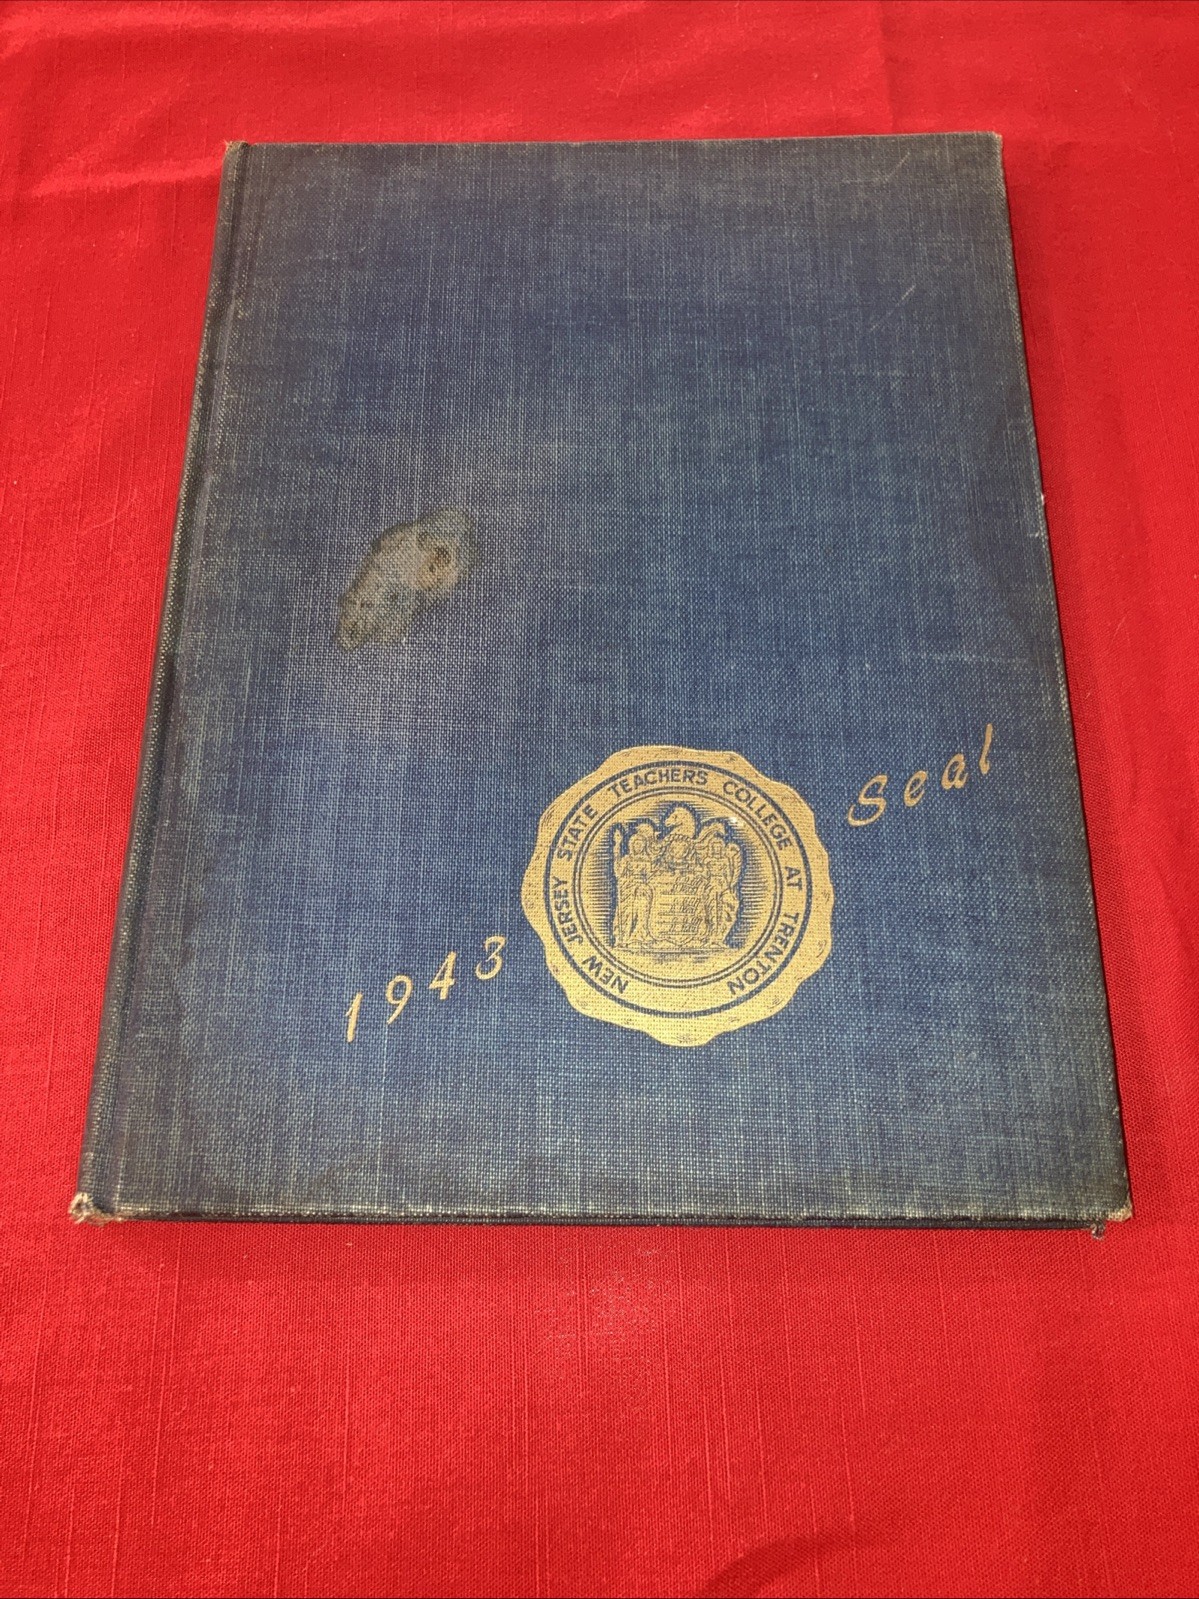 1943
NEW JERSEY STATE TEACHERS COLLEGE AT TRENTON
Seal